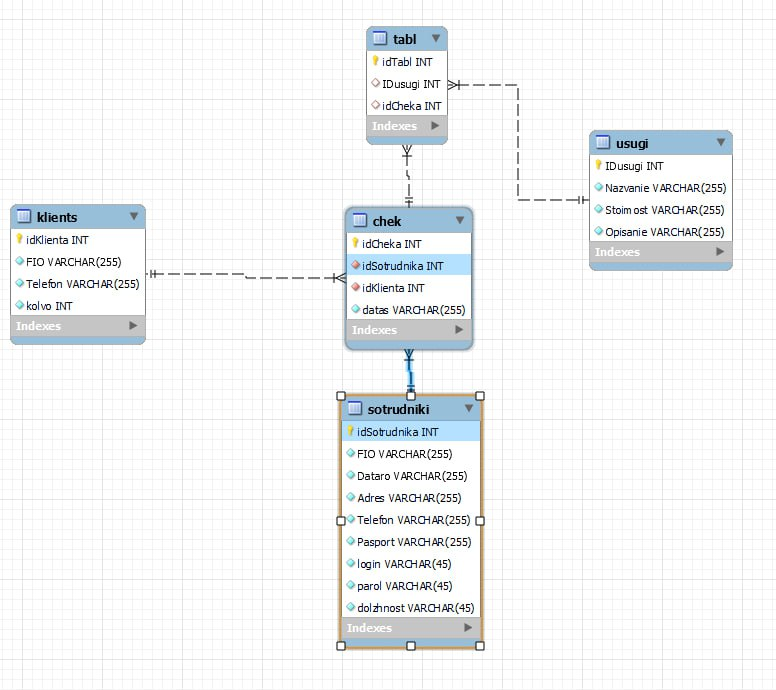 tabl
idTabl INT
IDusugi INT
idCheka INT
Indexes
usugi
IDusugi INT
Nazvanie VARCHAR(255)
Stoimost VARCHAR(255)
Opisanie VARCHAR(255)
Indexes
klients
idKlienta INT
FIO VARCHAR(255)
Telefon VARCHAR(255)
kolvo INT
Indexes
chek
idCheka INT
idSotrudnika INT
idKlienta INT
datas VARCHAR(255)
Indexes
sotrudniki
idSotrudnika INT
FIO VARCHAR(255)
Dataro VARCHAR(255)
Adres VARCHAR(255)
Telefon VARCHAR(255)
Pasport VARCHAR(255)
login VARCHAR(45)
parol VARCHAR(45)
dolzhnost VARCHAR(45)
Indexes